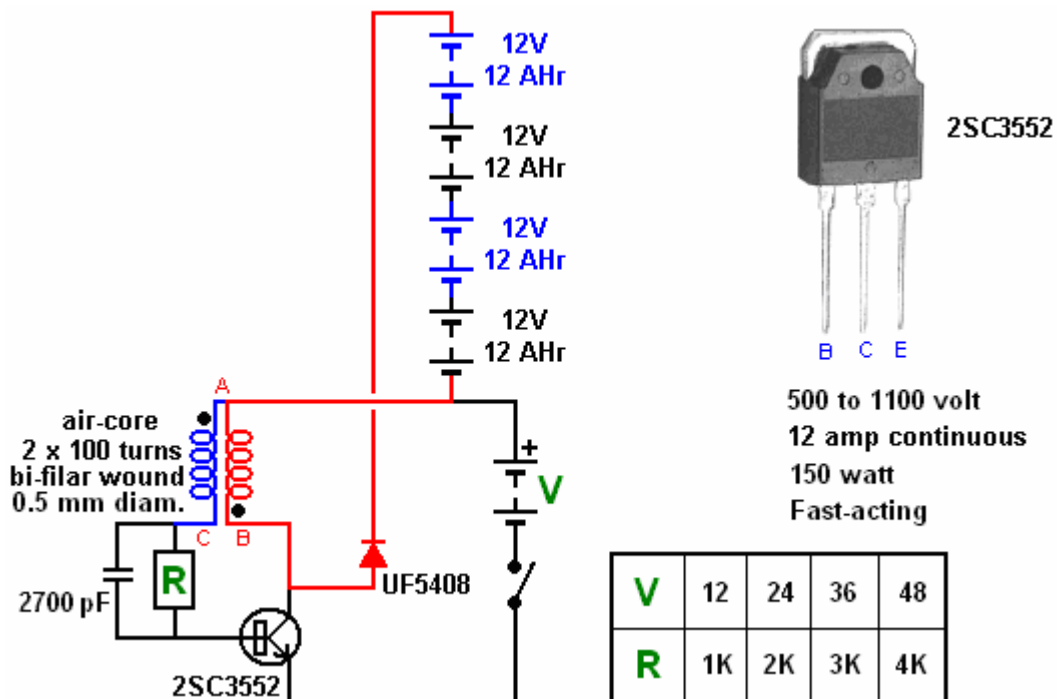 12V
12 AHr
12V
12 AHr
12V
12 AHr
12V
12 AHr
2SC3552
B C E
500 to 1100 volt
12 amp continuous
150 watt
Fast-acting
A
air-core
2 x 100 turns
bi-filar wound
0.5 mm diam.
C B
+
V
R
2700 pF
UF5408
2SC3552
V 12 24 36 48
R 1K 2K 3K 4K